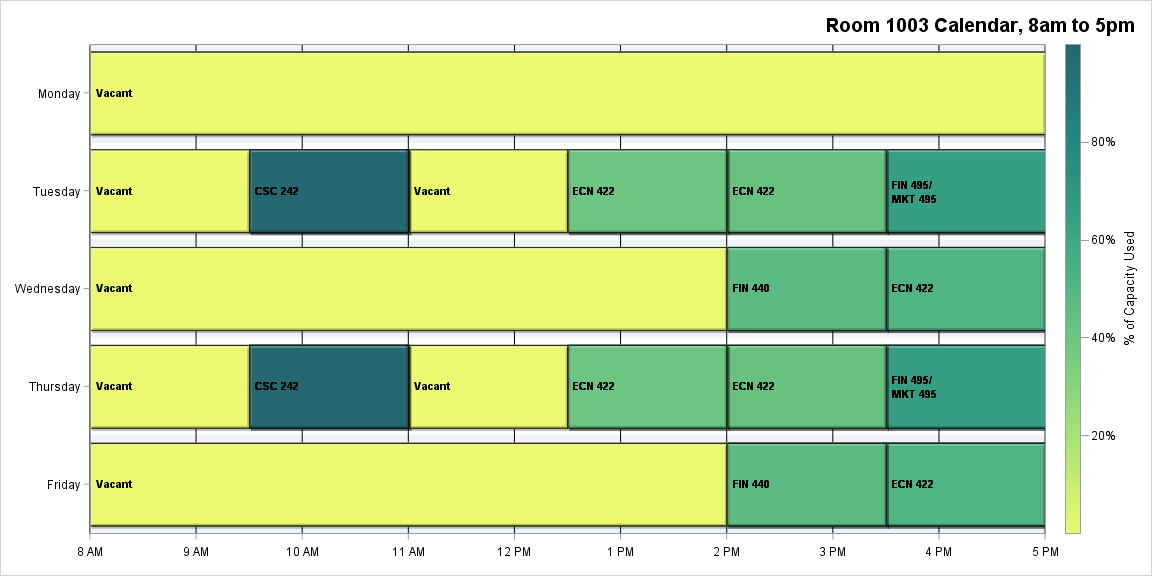 Room 1003 Calendar, 8am to 5pm
Monday
Vacant
Tuesday
Vacant
CSC 242
Vacant
ECN 422
ECN 422
FIN 495/
MKT 495
Wednesday
Vacant
FIN 440
ECN 422
Thursday
Vacant
CSC 242
Vacant
ECN 422
ECN 422
FIN 495/
MKT 495
Friday
Vacant
FIN 440
ECN 422
8 AM
9 AM
10 AM
11 AM
12 PM
1 PM
2 PM
3 PM
4 PM
5 PM
80%
60%
40%
20%
% of Capacity Used